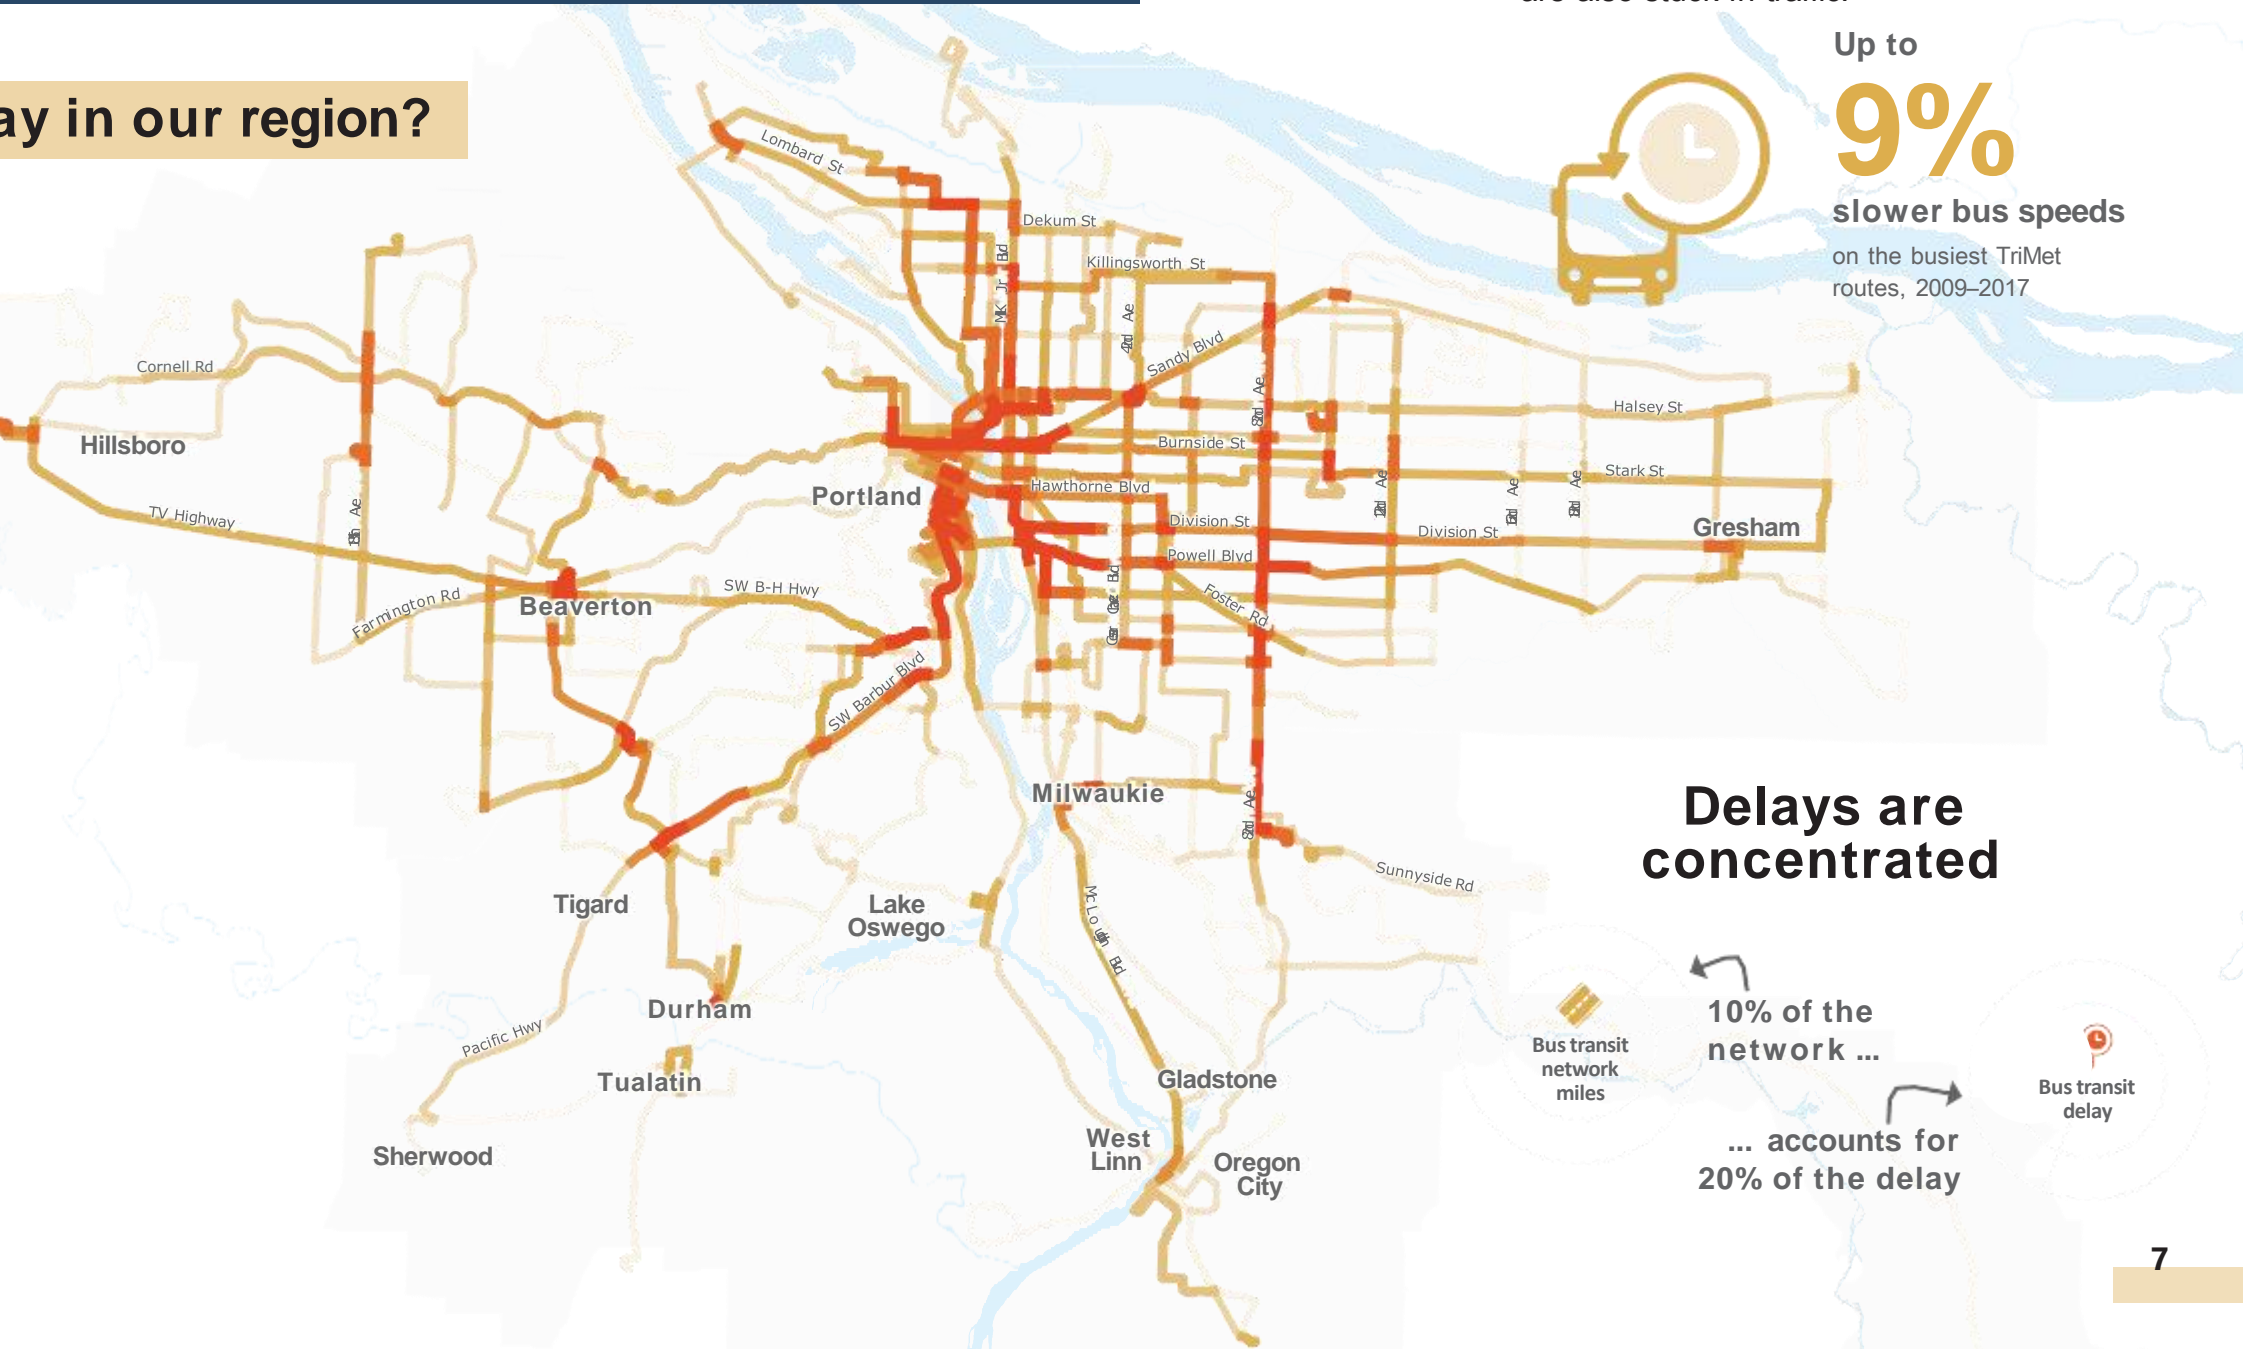 ay in our region?
Up to
9%
slower bus speeds
on the busiest TriMet
routes, 2009–2017
Lombard St
Dekum St
Killingsworth St
Sandy Blvd
Cornell Rd
Halsey St
Hillsboro
Burnside St
Stark St
Portland
Hawthorne Blvd
TV Highway
Division St
Division St
Gresham
Powell Blvd
SW B-H Hwy
Farmington Rd
Beaverton
Foster Rd
SW Barbur Blvd
Milwaukie
Delays are
concentrated
Sunnyside Rd
Tigard
Lake
Oswego
Durham
10% of the
network ...
Bus transit
network
miles
Pacific Hwy
Tualatin
Gladstone
Bus transit
delay
... accounts for
20% of the delay
Sherwood
West
Linn
Oregon
City
7